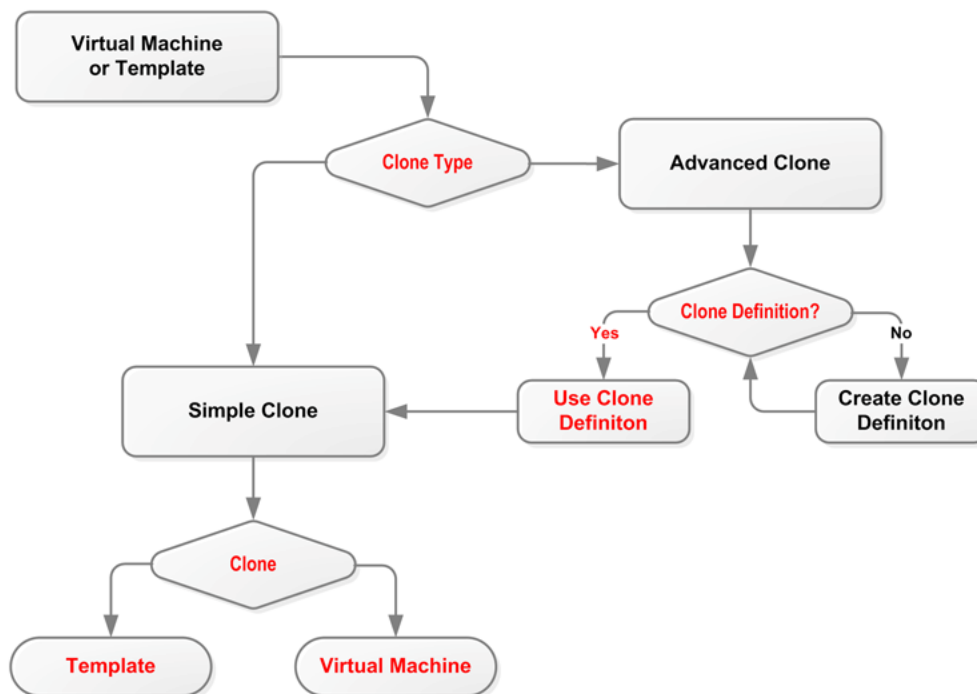 Virtual Machine
or Template
Clone Type
Advanced Clone
Clone Definition?
Yes
No
Simple Clone
Use Clone
Definiton
Create Clone
Definiton
Clone
Template
Virtual Machine